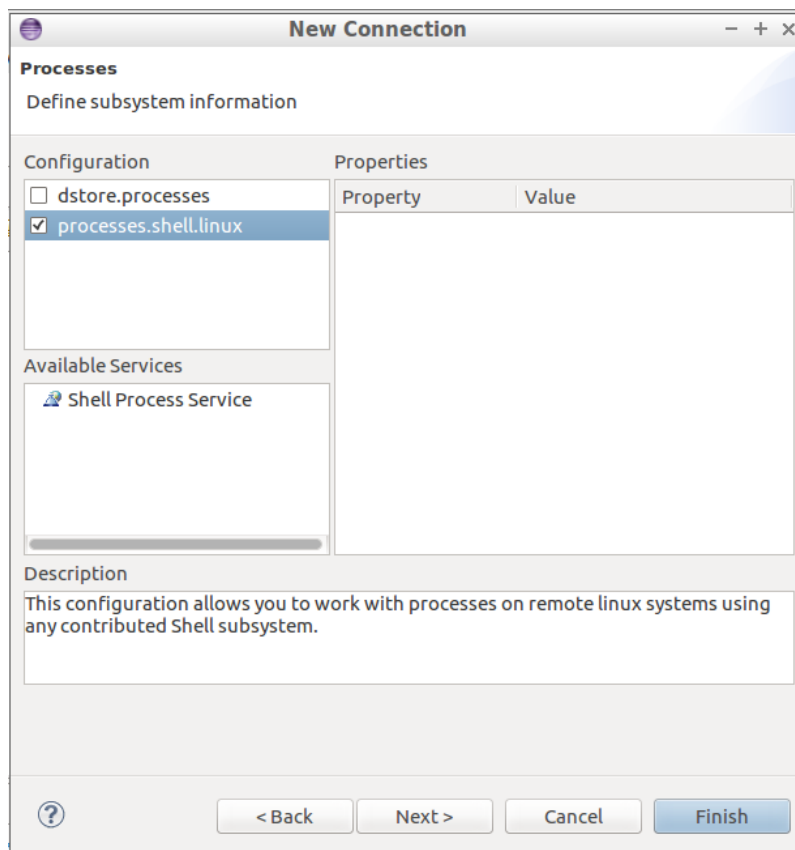 New Connection
Processes
Define subsystem information
Configuration
Properties
dstore.processes
processes.shell.linux
Property Value
Available Services
Shell Process Service
Description
This configuration allows you to work with processes on remote linux systems using
any contributed Shell subsystem.
?
< Back
Next >
Cancel
Finish